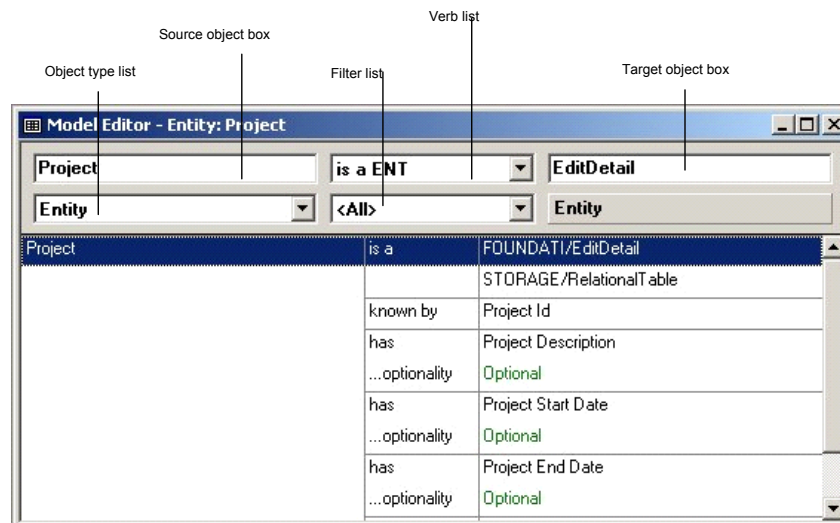 Verb list
Source object box
Object type list
Filter list
Target object box
Model Editor - Entity: Project
Project is a ENT EditDetail
Entity <All> Entity
Project is a FOUNDATI/EditDetail
STORAGE/RelationalTable
known by Project Id
has Project Description
...optionality Optional
has Project Start Date
...optionality Optional
has Project End Date
...optionality Optional